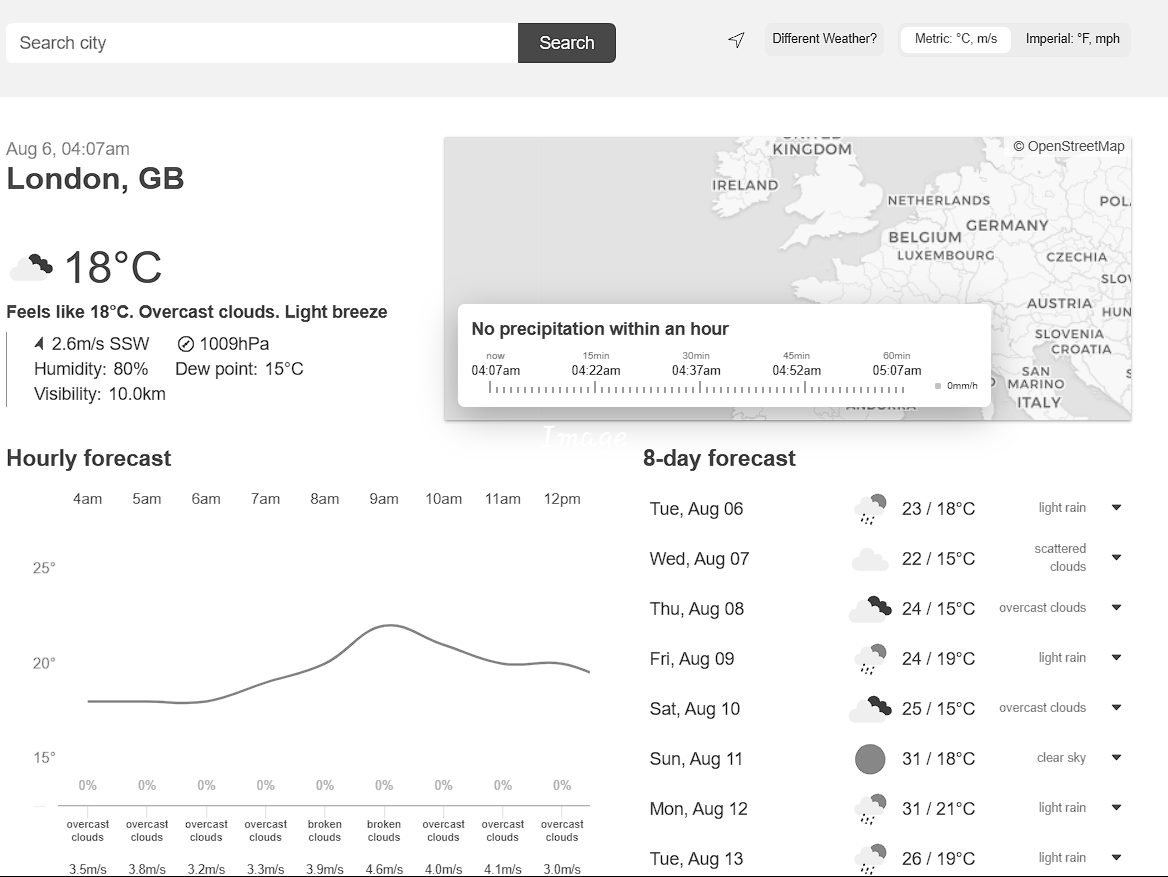 Search city
Search
Different Weather?
Metric: °C, m/s
Imperial: °F, mph
Aug 6, 04:07am
London, GB
18°C
Feels like 18°C. Overcast clouds. Light breeze
2.6m/s SSW 1009hPa
Humidity: 80% Dew point: 15°C
Visibility: 10.0km
© OpenStreetMap
KINGDOM
IRELAND
NETHERLANDS
POL
GERMANY
BELGIUM
LUXEMBOURG
CZECHIA
SLOV
AUSTRIA
HUN
SLOVENIA
CROATIA
SAN
MARINO
ITALY
No precipitation within an hour
now 15min 30min 45min 60min
04:07am 04:22am 04:37am 04:52am 05:07am
0mm/h
Image
Hourly forecast
4am 5am 6am 7am 8am 9am 10am 11am 12pm
25°
20°
15°
0% 0% 0% 0% 0% 0% 0% 0% 0%
overcast overcast overcast overcast broken broken overcast overcast overcast
clouds clouds clouds clouds clouds clouds clouds clouds clouds
3.5m/s 3.8m/s 3.2m/s 3.3m/s 3.9m/s 4.6m/s 4.0m/s 4.1m/s 3.0m/s
8-day forecast
Tue, Aug 06 23 / 18°C light rain
Wed, Aug 07 22 / 15°C scattered
clouds
Thu, Aug 08 24 / 15°C overcast clouds
Fri, Aug 09 24 / 19°C light rain
Sat, Aug 10 25 / 15°C overcast clouds
Sun, Aug 11 31 / 18°C clear sky
Mon, Aug 12 31 / 21°C light rain
Tue, Aug 13 26 / 19°C light rain